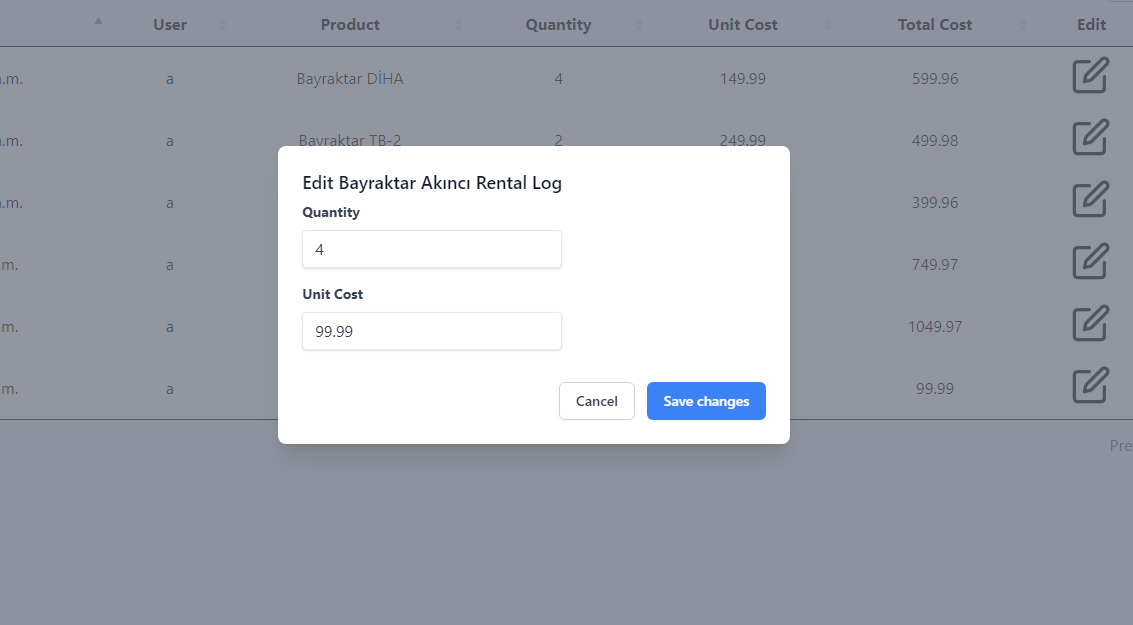 User Product Quantity Unit Cost Total Cost Edit
.m. a Bayraktar DİHA 4 149.99 599.96
.m. a Bayraktar TB-2 2 249.99 499.98
.m. a 399.96
m. a 749.97
m. a 1049.97
m. a 99.99
Pre
Edit Bayraktar Akıncı Rental Log
Quantity
4
Unit Cost
99.99
Cancel Save changes